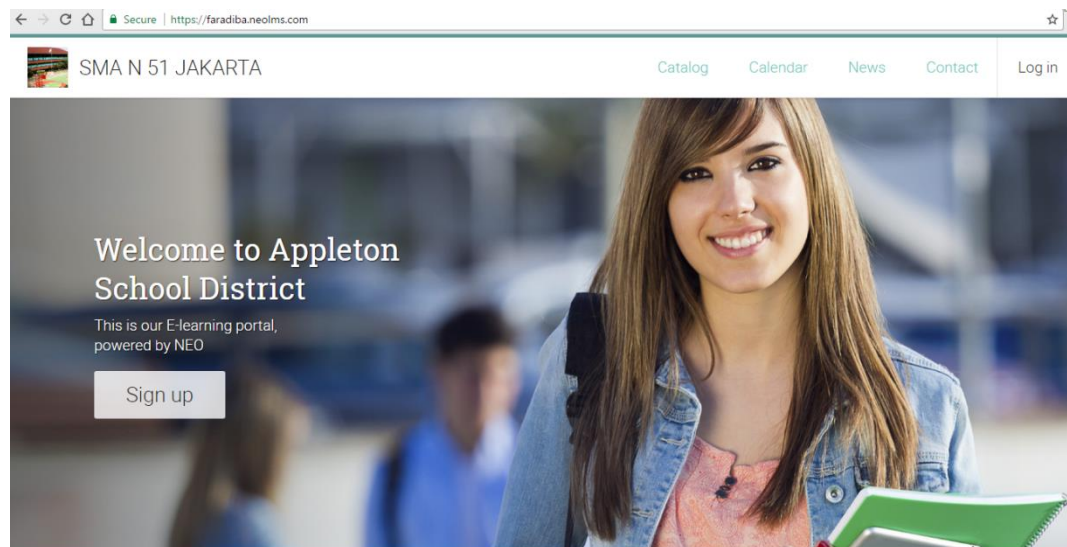 Secure | https://faradiba.neolms.com
SMA N 51 JAKARTA
Catalog Calendar News Contact Log in
Welcome to Appleton
School District
This is our E-learning portal,
powered by NEO
Sign up